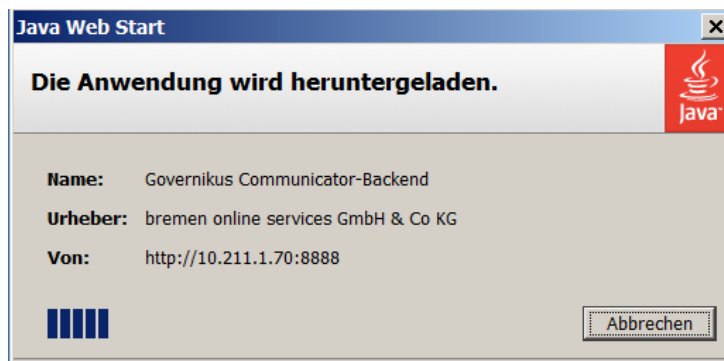 Java Web Start
Die Anwendung wird heruntergeladen.
Java
Name: Governikus Communicator-Backend
Urheber: bremen online services GmbH & Co KG
Von: http://10.211.1.70:8888
Abbrechen